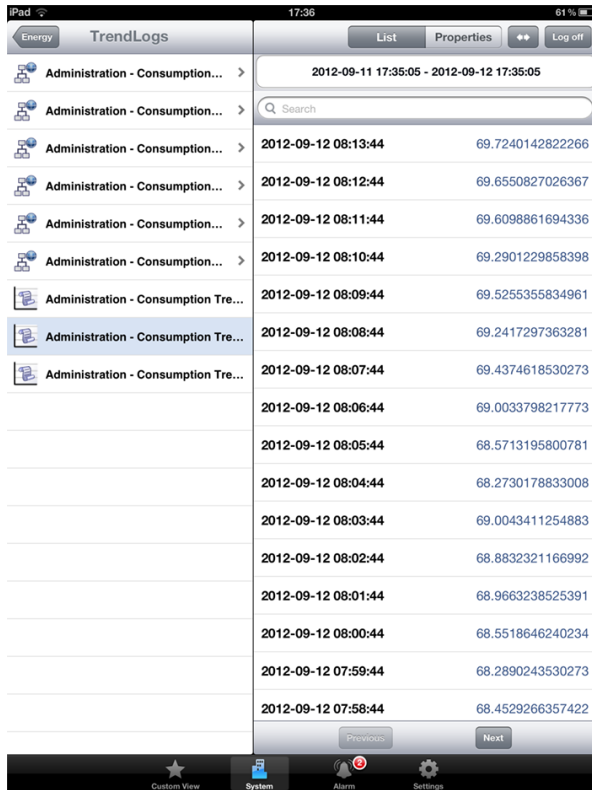 iPad 17:36 61 %
Energy TrendLogs
Administration - Consumption...
Administration - Consumption...
Administration - Consumption...
Administration - Consumption...
Administration - Consumption...
Administration - Consumption...
Administration - Consumption Tre...
Administration - Consumption Tre...
Administration - Consumption Tre...
List Properties Log off
2012-09-11 17:35:05 - 2012-09-12 17:35:05
Search
2012-09-12 08:13:44 69.7240142822266
2012-09-12 08:12:44 69.6550827026367
2012-09-12 08:11:44 69.6098861694336
2012-09-12 08:10:44 69.2901229858398
2012-09-12 08:09:44 69.5255355834961
2012-09-12 08:08:44 69.2417297363281
2012-09-12 08:07:44 69.4374618530273
2012-09-12 08:06:44 69.0033798217773
2012-09-12 08:05:44 68.5713195800781
2012-09-12 08:04:44 68.2730178833008
2012-09-12 08:03:44 69.0043411254883
2012-09-12 08:02:44 68.8832321166992
2012-09-12 08:01:44 68.9663238525391
2012-09-12 08:00:44 68.5518646240234
2012-09-12 07:59:44 68.2890243530273
2012-09-12 07:58:44 68.4529266357422
Previous Next
2
Custom View System Alarm Settings